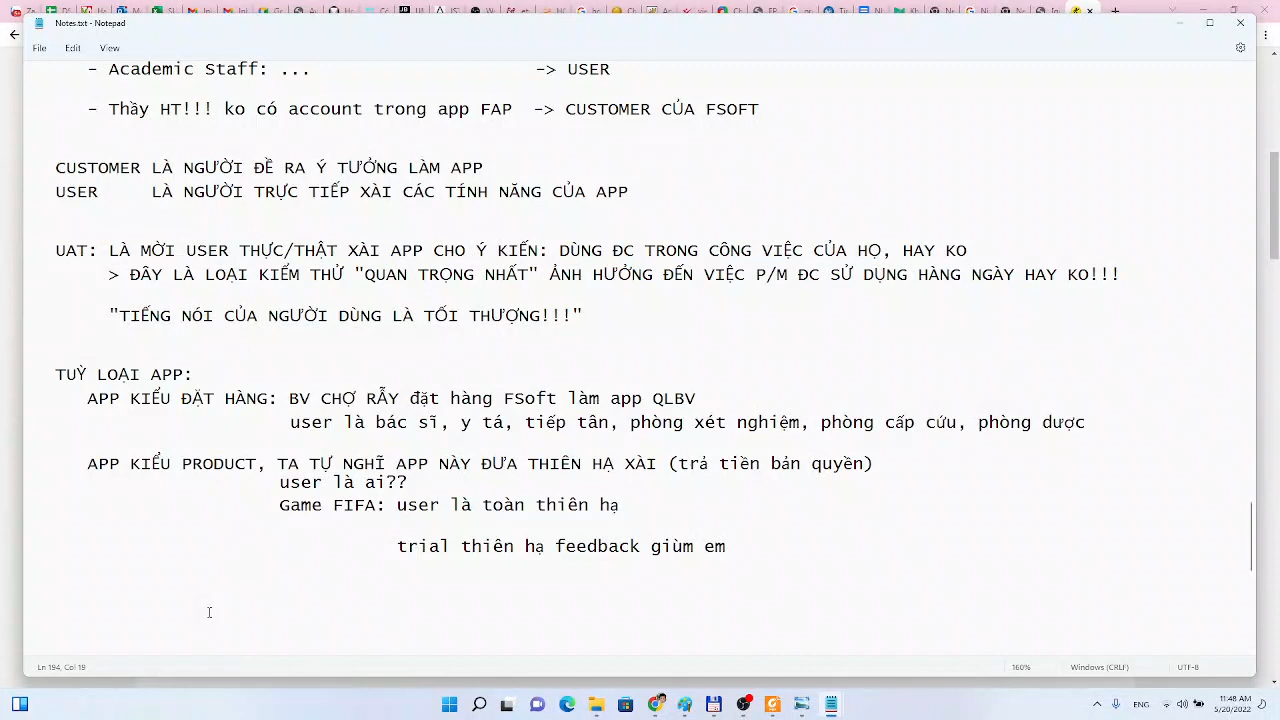 Notes.txt - Notepad
File Edit View
- Academic Staff: ... -> USER
- Thầy HT!!! ko có account trong app FAP -> CUSTOMER CỦA FSOFT
CUSTOMER LÀ NGƯỜI ĐỀ RA Ý TƯỞNG LÀM APP
USER LÀ NGƯỜI TRỰC TIẾP XÀI CÁC TÍNH NĂNG CỦA APP
UAT: LÀ MỜI USER THỰC/THẬT XÀI APP CHO Ý KIẾN: DÙNG ĐC TRONG CÔNG VIỆC CỦA HỌ, HAY KO
> ĐÂY LÀ LOẠI KIỂM THỬ "QUAN TRỌNG NHẤT" ẢNH HƯỞNG ĐẾN VIỆC P/M ĐC SỬ DỤNG HÀNG NGÀY HAY KO!!!
"TIẾNG NÓI CỦA NGƯỜI DÙNG LÀ TỐI THƯỢNG!!!"
TUỲ LOẠI APP:
APP KIỂU ĐẶT HÀNG: BV CHỢ RẪY đặt hàng FSoft làm app QLBV
user là bác sĩ, y tá, tiếp tân, phòng xét nghiệm, phòng cấp cứu, phòng dược
APP KIỂU PRODUCT, TA TỰ NGHĨ APP NÀY ĐƯA THIÊN HẠ XÀI (trả tiền bản quyền)
user là ai??
Game FIFA: user là toàn thiên hạ
trial thiên hạ feedback giùm em
Ln 194, Col 19 160% Windows (CRLF) UTF-8
ENG 11:48 AM
5/20/2022